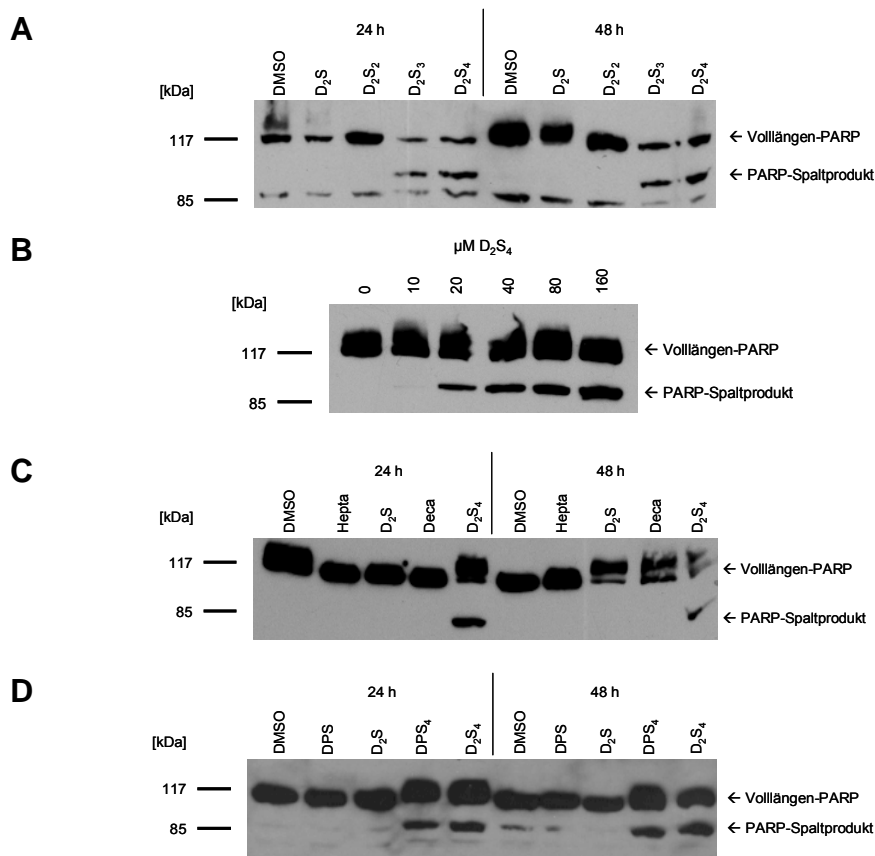 A
24 h 48 h
DMSO D₂S D₂S₂ D₂S₃ D₂S₄ DMSO D₂S D₂S₂ D₂S₃ D₂S₄
[kDa]
117 ← Volllängen-PARP
← PARP-Spaltprodukt
85
B
µM D₂S₄
0 10 20 40 80 160
[kDa]
117 ← Volllängen-PARP
85 ← PARP-Spaltprodukt
C
24 h 48 h
DMSO Hepta D₂S Deca D₂S₄ DMSO Hepta D₂S Deca D₂S₄
[kDa]
117 ← Volllängen-PARP
85 ← PARP-Spaltprodukt
D
24 h 48 h
DMSO DPS D₂S DPS₄ D₂S₄ DMSO DPS D₂S DPS₄ D₂S₄
[kDa]
117 ← Volllängen-PARP
85 ← PARP-Spaltprodukt